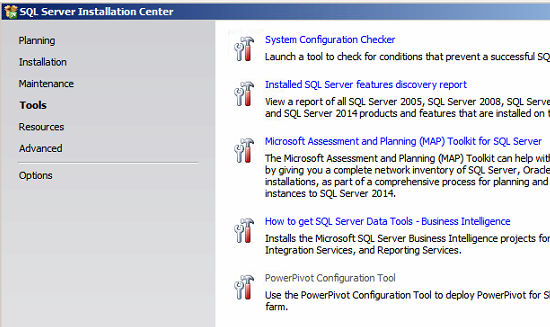 SQL Server Installation Center
Planning
Installation
Maintenance
Tools
Resources
Advanced
Options
System Configuration Checker
Launch a tool to check for conditions that prevent a successful
Installed SQL Server features discovery report
View a report of all SQL Server 2005, SQL Server 2008, SQL
and SQL Server 2014 products and features that are installed on
Microsoft Assessment and Planning (MAP) Toolkit for SQL Server
The Microsoft Assessment and Planning (MAP) Toolkit can help
by giving you a complete network inventory of SQL Server, Oracle
installations, as part of a comprehensive process for planning and
instances to SQL Server 2014.
How to get SQL Server Data Tools - Business Intelligence
Installs the Microsoft SQL Server Business Intelligence projects for
Integration Services, and Reporting Services.
PowerPivot Configuration Tool
Use the PowerPivot Configuration Tool to deploy PowerPivot for
farm.